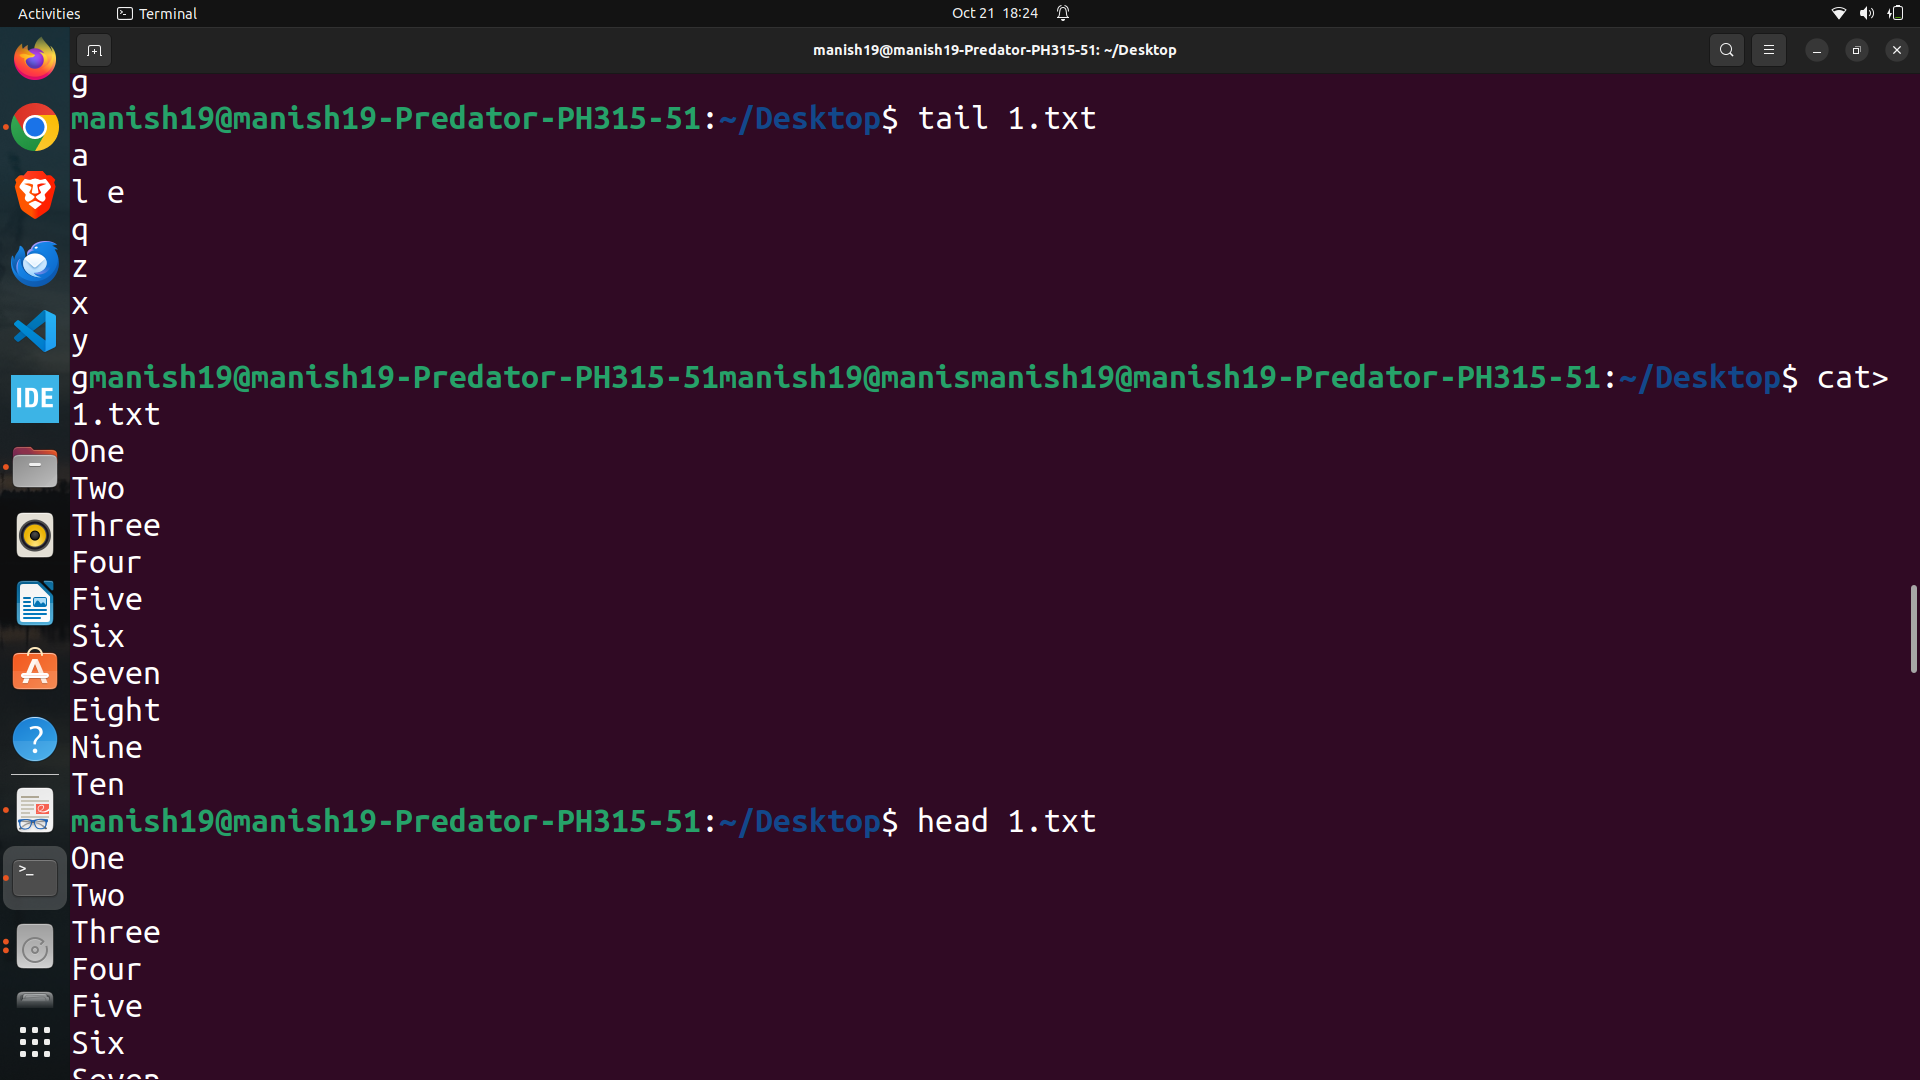 Activities
Terminal
Oct 21 18:24
manish19@manish19-Predator-PH315-51: ~/Desktop
g
manish19@manish19-Predator-PH315-51:~/Desktop$ tail 1.txt
a
l e
q
z
x
y
gmanish19@manish19-Predator-PH315-51manish19@manismanish19@manish19-Predator-PH315-51:~/Desktop$ cat>
1.txt
One
Two
Three
Four
Five
Six
Seven
Eight
Nine
Ten
manish19@manish19-Predator-PH315-51:~/Desktop$ head 1.txt
One
Two
Three
Four
Five
Six
Seven
IDE